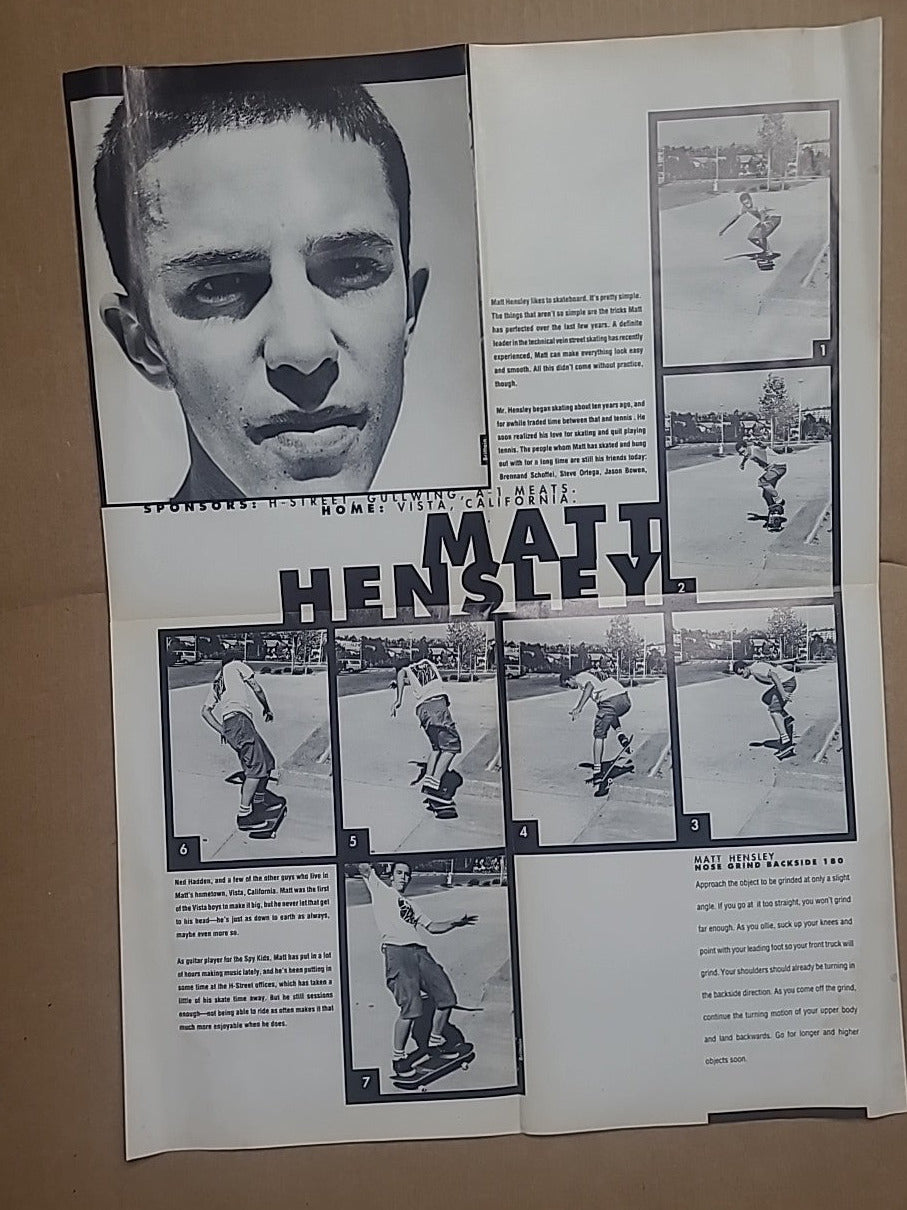 Matt Hensley likes to skateboard. It's pretty simple.
The things that aren't so simple are the tricks Matt
has perfected over the last few years. A definite
leader in the technical vein street skating has recently
experienced, Matt can make everything look easy
and smooth. All this didn't come without practice,
though.
Mr. Hensley began skating about ten years ago, and
for awhile traded time between that and tennis. He
soon realized his love for skating and quit playing
tennis. The people whom Matt has skated and hung
out with for a long time are still his friends today:
Brennand Schoffel, Steve Ortega, Jason Bowen,
Brittain
SPONSORS: H-STREET, GULLWING, A-1 MEATS.
HOME: VISTA, CALIFORNIA.
MATT
HENSLEY
1
2
3
4
5
6
7
Ned Hadden, and a few of the other guys who live in
Matt's hometown, Vista, California. Matt was the first
of the Vista boys to make it big, but he never let that get
to his head—he's just as down to earth as always,
maybe even more so.
As guitar player for the Spy Kids, Matt has put in a lot
of hours making music lately, and he's been putting in
some time at the H-Street offices, which has taken a
little of his skate time away. But he still sessions
enough—not being able to ride as often makes it that
much more enjoyable when he does.
Brittain
MATT HENSLEY
NOSE GRIND BACKSIDE 180
Approach the object to be grinded at only a slight
angle. If you go at it too straight, you won't grind
far enough. As you ollie, suck up your knees and
point with your leading foot so your front truck will
grind. Your shoulders should already be turning in
the backside direction. As you come off the grind,
continue the turning motion of your upper body
and land backwards. Go for longer and higher
objects soon.